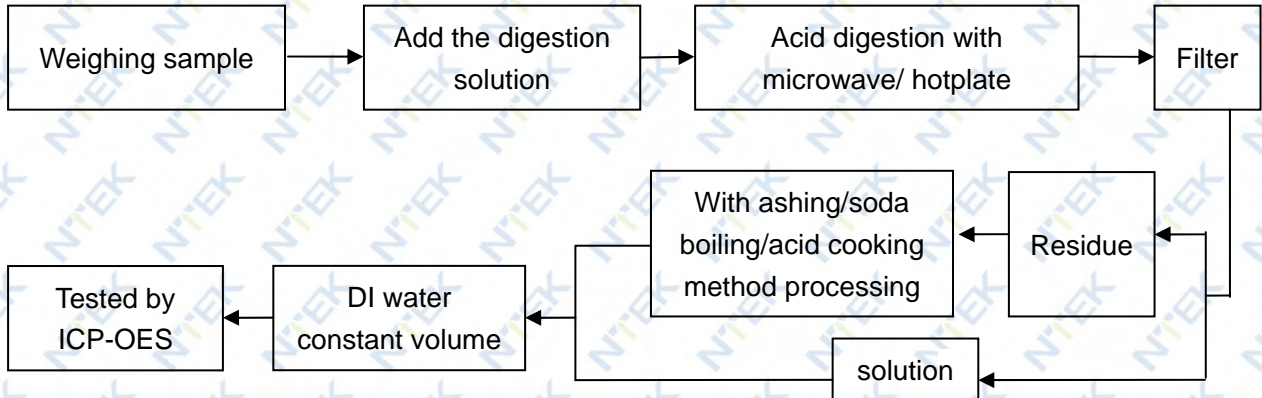 Weighing sample
Add the digestion
solution
Acid digestion with
microwave/ hotplate
Filter
With ashing/soda
boiling/acid cooking
method processing
Residue
Tested by
ICP-OES
DI water
constant volume
solution
NTEK